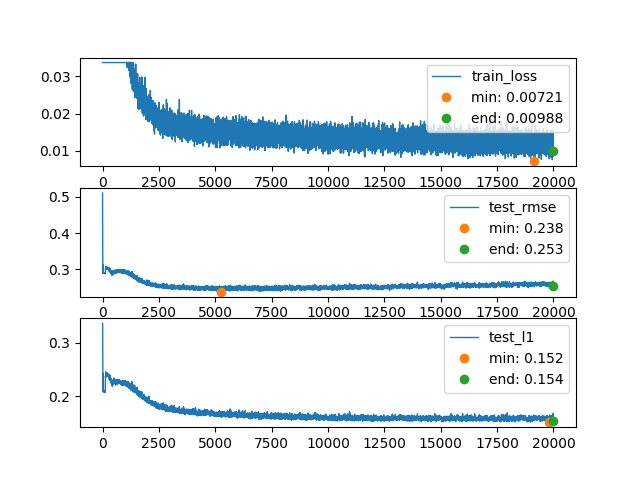 0.03
0.02
0.01
train_loss
min: 0.00721
end: 0.00988
0 2500 5000 7500 10000 12500 15000 17500 20000
0.5
0.4
0.3
test_rmse
min: 0.238
end: 0.253
0 2500 5000 7500 10000 12500 15000 17500 20000
0.3
0.2
test_l1
min: 0.152
end: 0.154
0 2500 5000 7500 10000 12500 15000 17500 20000